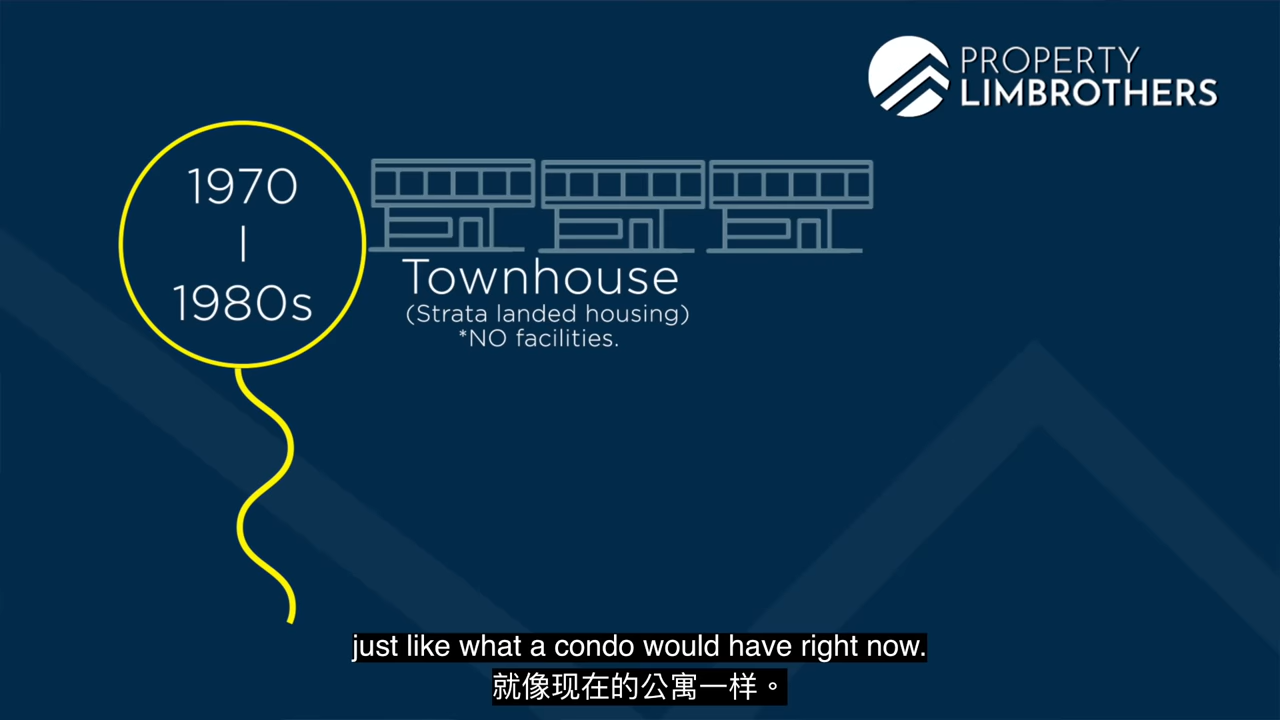 PROPERTY
LIMBROTHERS
1970
|
1980s
Townhouse
(Strata landed housing)
*NO facilities.
just like what a condo would have right now.
就像现在的公寓一样。